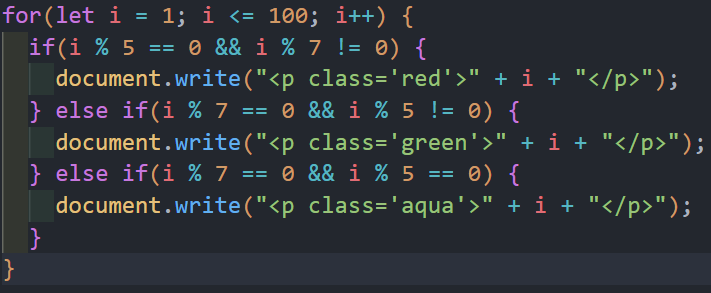 for(let i = 1; i <= 100; i++) {
  if(i % 5 == 0 && i % 7 != 0) {
    document.write("<p class='red'>" + i + "</p>");
  } else if(i % 7 == 0 && i % 5 != 0) {
    document.write("<p class='green'>" + i + "</p>");
  } else if(i % 7 == 0 && i % 5 == 0) {
    document.write("<p class='aqua'>" + i + "</p>");
  }
}